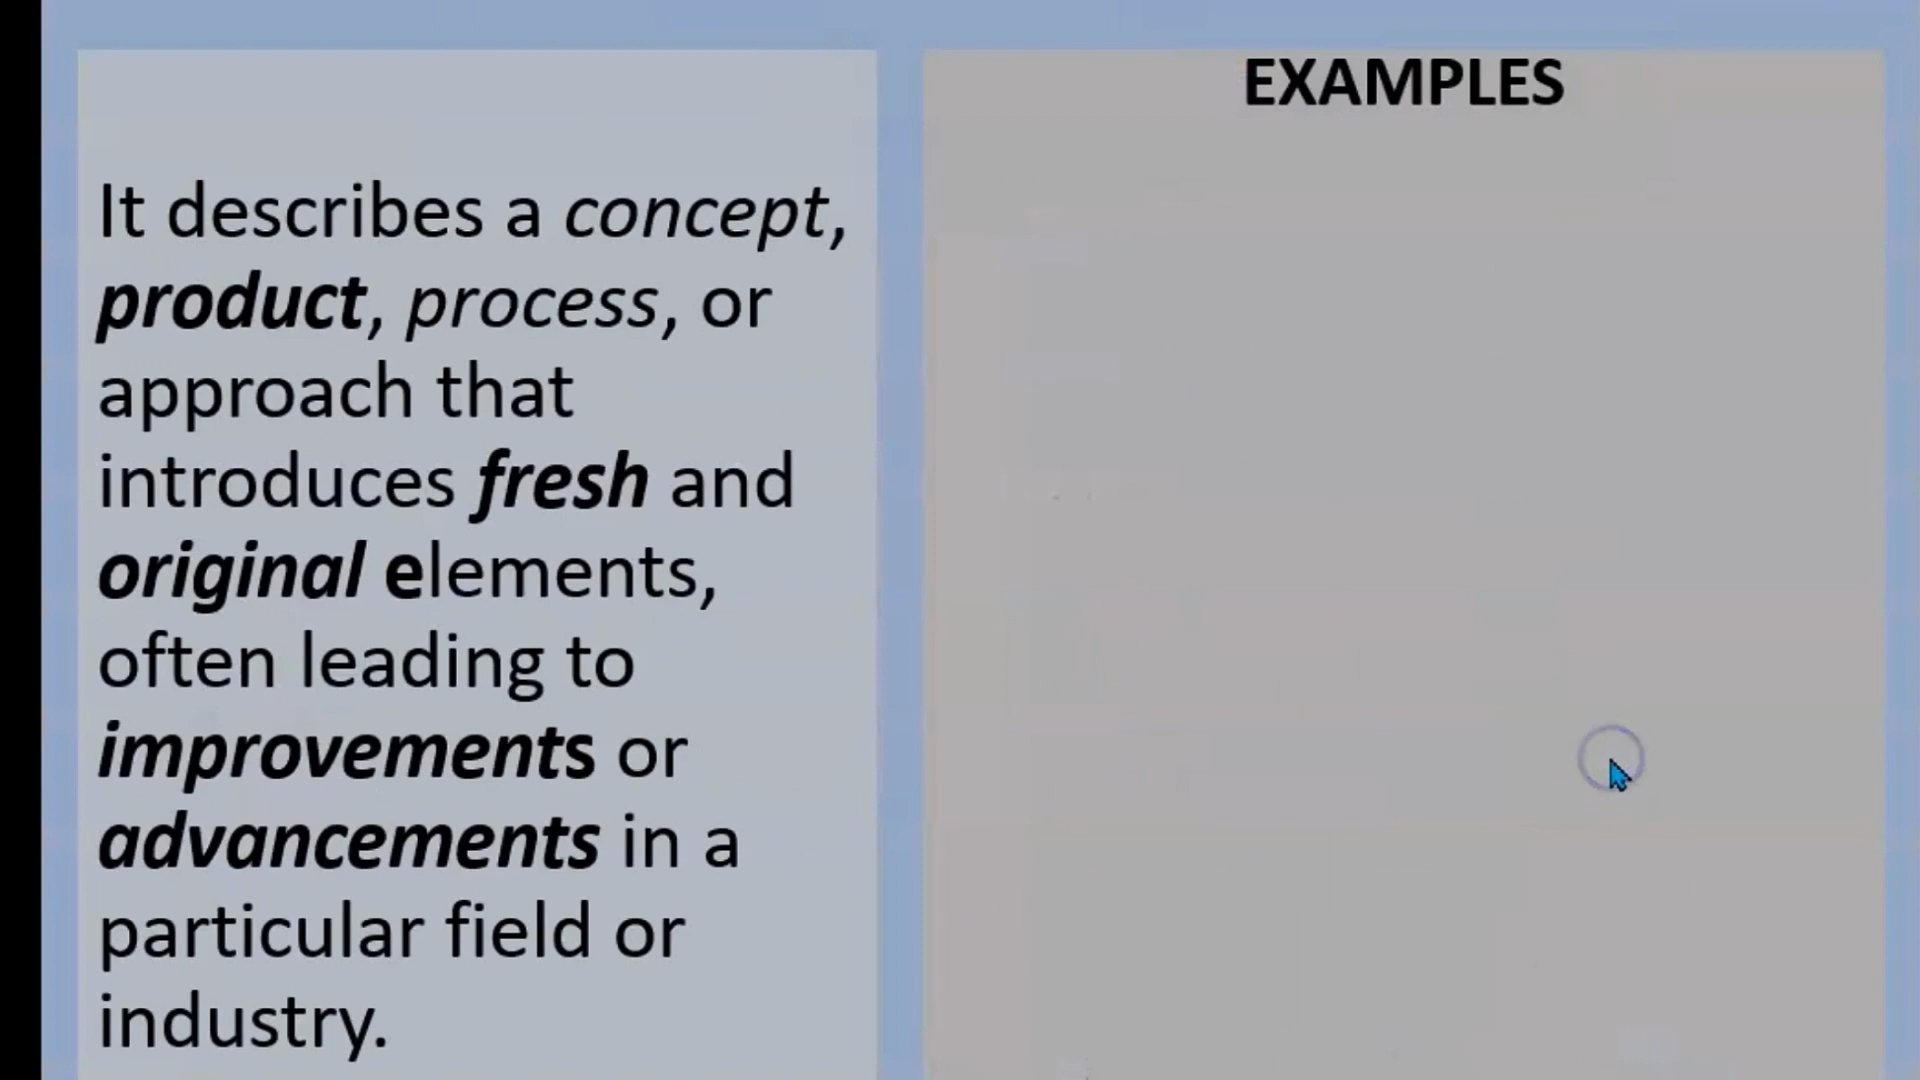 It describes a concept,
product, process, or
approach that
introduces fresh and
original elements,
often leading to
improvements or
advancements in a
particular field or
industry.
EXAMPLES